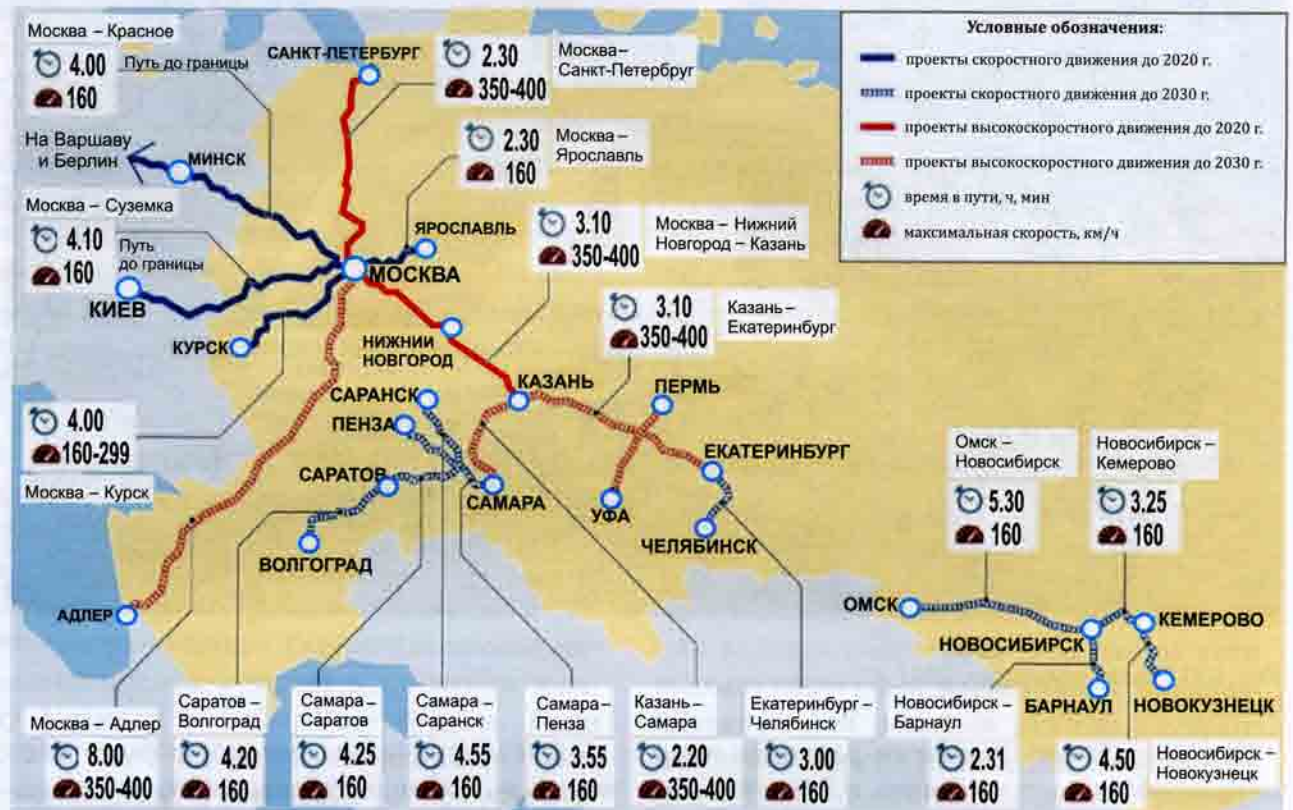 Москва – Красное
4.00
160
Путь до границы
САНКТ-ПЕТЕРБУРГ
2.30
350-400
Москва–
Санкт-Петербруг
2.30
160
Москва –
Ярославль
Условные обозначения:
проекты скоростного движения до 2020 г.
проекты скоростного движения до 2030 г.
проекты высокоскоростного движения до 2020 г.
проекты высокоскоростного движения до 2030 г.
время в пути, ч, мин
максимальная скорость, км/ч
На Варшаву
и Берлин
МИНСК
Москва – Суземка
4.10
160
Путь
до границы
ЯРОСЛАВЛЬ
МОСКВА
3.10
350-400
Москва – Нижний
Новгород – Казань
КИЕВ
КУРСК
НИЖНИЙ
НОВГОРОД
3.10
350-400
Казань–
Екатеринбург
4.00
160-299
Москва – Курск
САРАНСК
ПЕНЗА
САРАТОВ
ВОЛГОГРАД
КАЗАНЬ
САМАРА
ПЕРМЬ
УФА
ЕКАТЕРИНБУРГ
ЧЕЛЯБИНСК
АДЛЕР
Омск –
Новосибирск
5.30
160
Новосибирск –
Кемерово
3.25
160
ОМСК
НОВОСИБИРСК
КЕМЕРОВО
БАРНАУЛ
НОВОКУЗНЕЦК
Москва – Адлер
8.00
350-400
Саратов –
Волгоград
4.20
160
Самара–
Саратов
4.25
160
Самара –
Саранск
4.55
160
Самара–
Пенза
3.55
160
Казань–
Самара
2.20
350-400
Екатеринбург –
Челябинск
3.00
160
Новосибирск –
Барнаул
2.31
160
4.50
160
Новосибирск –
Новокузнецк